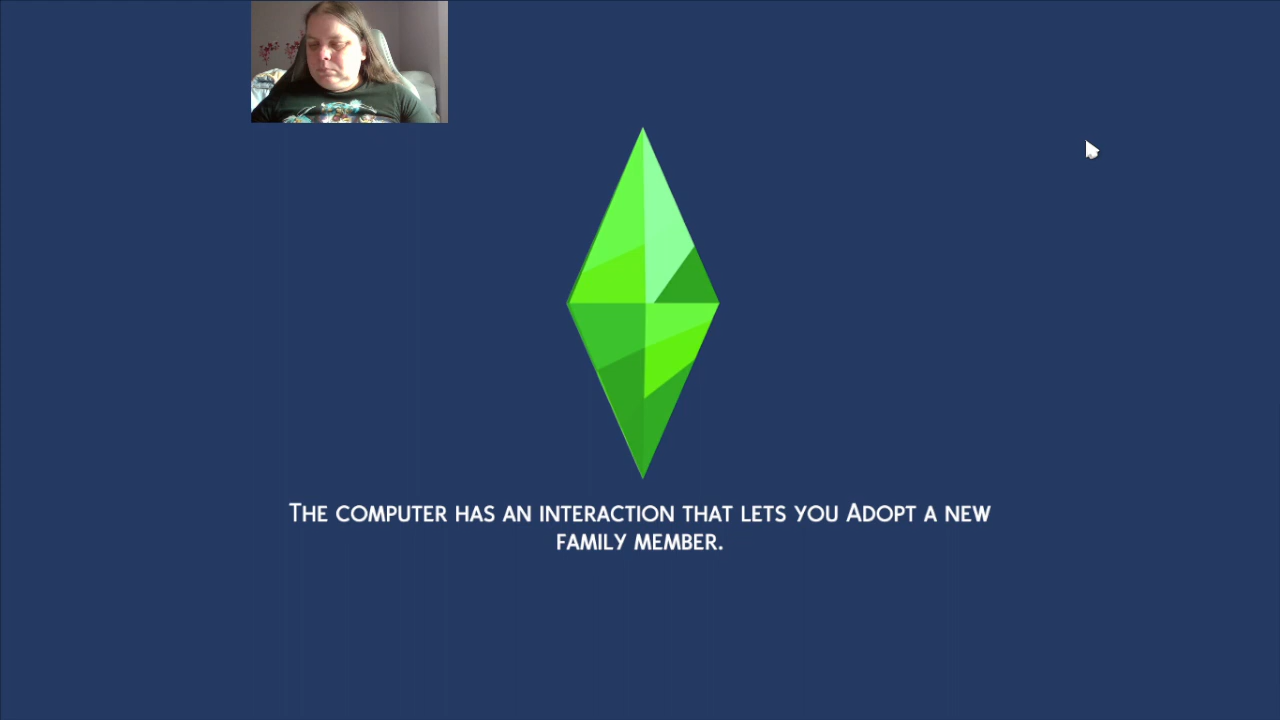 The computer has an interaction that lets you Adopt a new
family member.